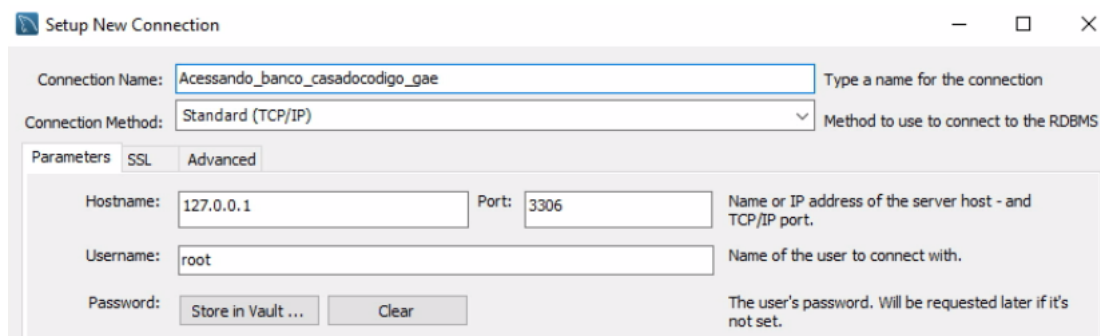 Setup New Connection
Connection Name: Acessando_banco_casadocodigo_gae Type a name for the connection
Connection Method: Standard (TCP/IP) Method to use to connect to the RDBMS
Parameters SSL Advanced
Hostname: 127.0.0.1 Port: 3306 Name or IP address of the server host - and
TCP/IP port.
Username: root Name of the user to connect with.
Password: Store in Vault ... Clear The user's password. Will be requested later if it's
not set.